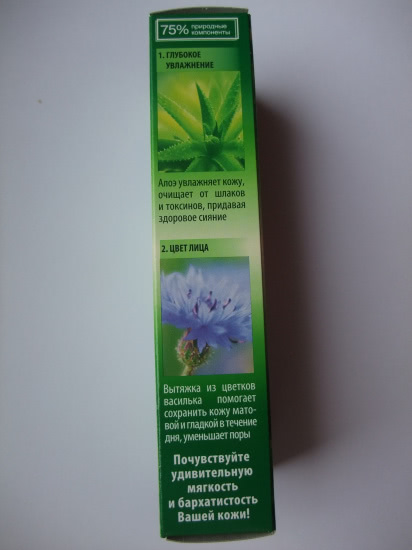 75% природные
компоненты
1. ГЛУБОКОЕ
УВЛАЖНЕНИЕ
Алоэ увлажняет кожу,
очищает от шлаков
и токсинов, придавая
здоровое сияние
2. ЦВЕТ ЛИЦА
Вытяжка из цветков
василька помогает
сохранить кожу мато-
вой и гладкой в течение
дня, уменьшает поры
Почувствуйте
удивительную
мягкость
и бархатистость
Вашей кожи!